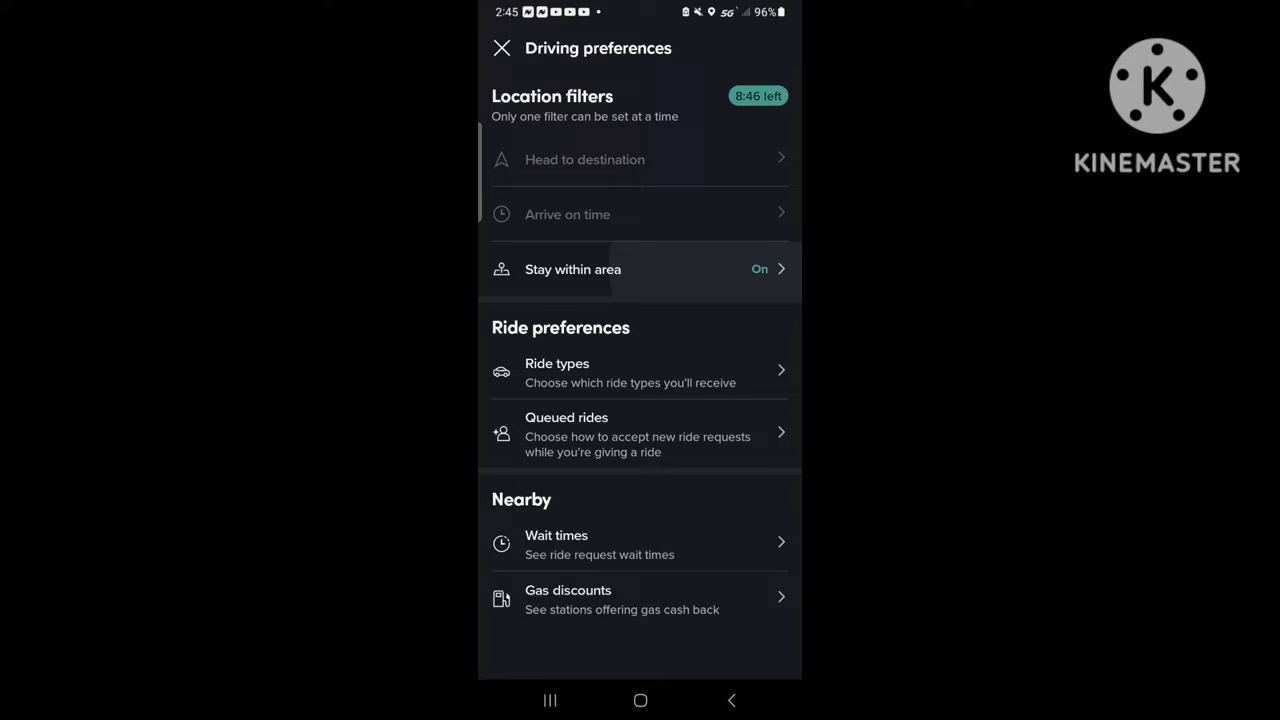 2:45
5G
96%
Driving preferences
Location filters
8:46 left
Only one filter can be set at a time
Head to destination
Arrive on time
Stay within area
On
Ride preferences
Ride types
Choose which ride types you'll receive
Queued rides
Choose how to accept new ride requests
while you're giving a ride
Nearby
Wait times
See ride request wait times
Gas discounts
See stations offering gas cash back
K
KINEMASTER